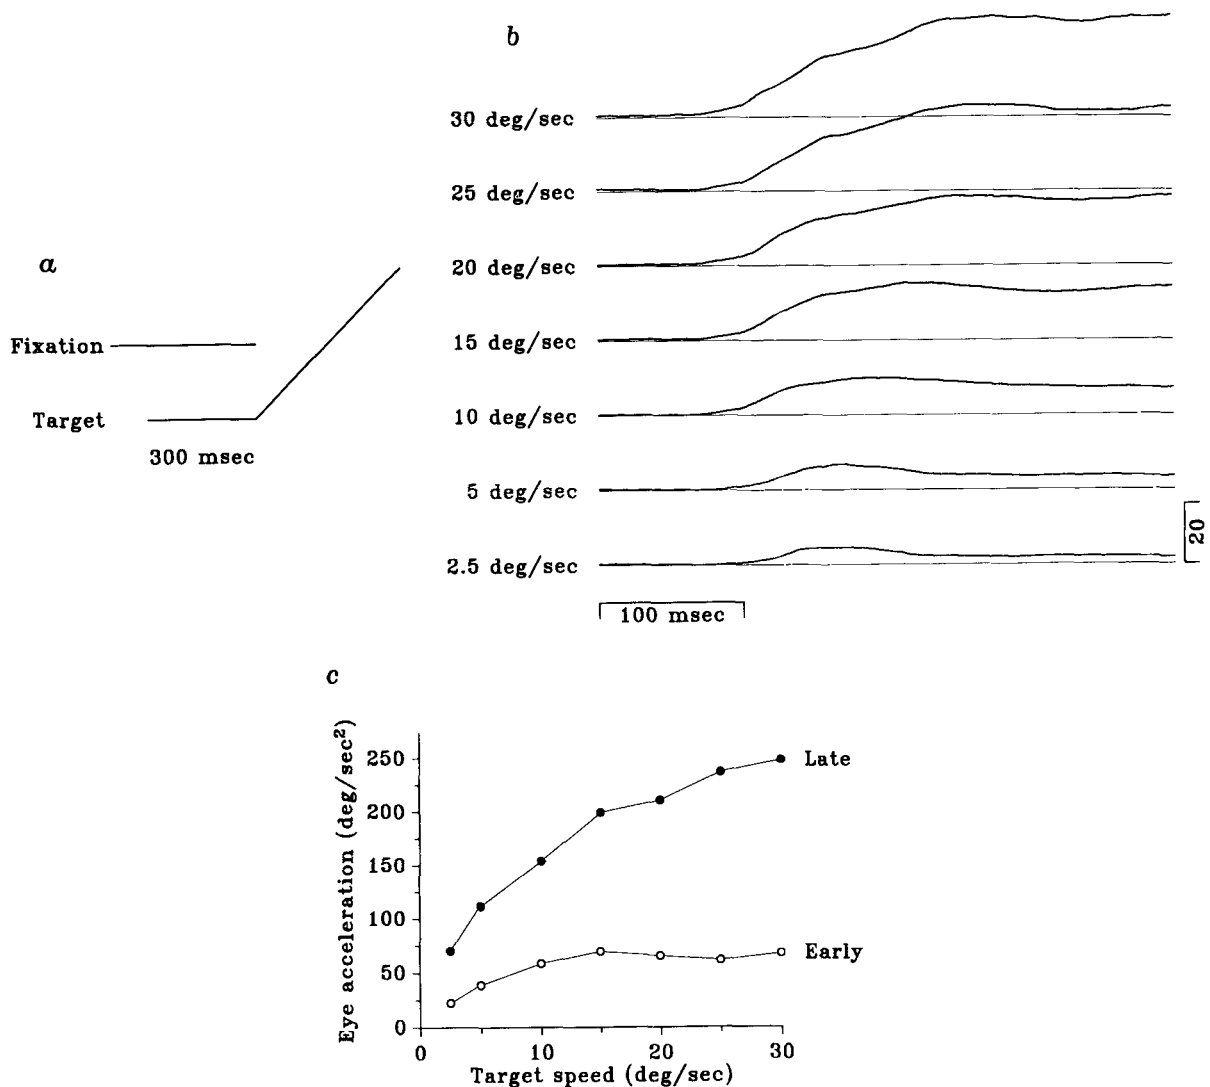 a
Fixation
Target
300 msec
b
30 deg/sec
25 deg/sec
20 deg/sec
15 deg/sec
10 deg/sec
5 deg/sec
2.5 deg/sec
20
100 msec
c
Eye acceleration (deg/sec²)
250
200
150
100
50
0
Late
Early
0
10
20
30
Target speed (deg/sec)